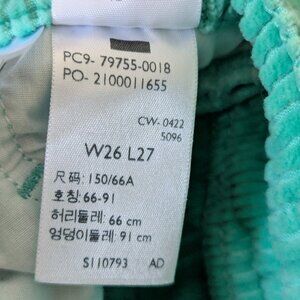 PC9- 79755-0018
PO- 2100011655
CW-0422
5096
W26 L27
尺码: 150/66A
호칭: 66-91
허리둘레: 66 cm
엉덩이둘레: 91 cm
S110793 AD